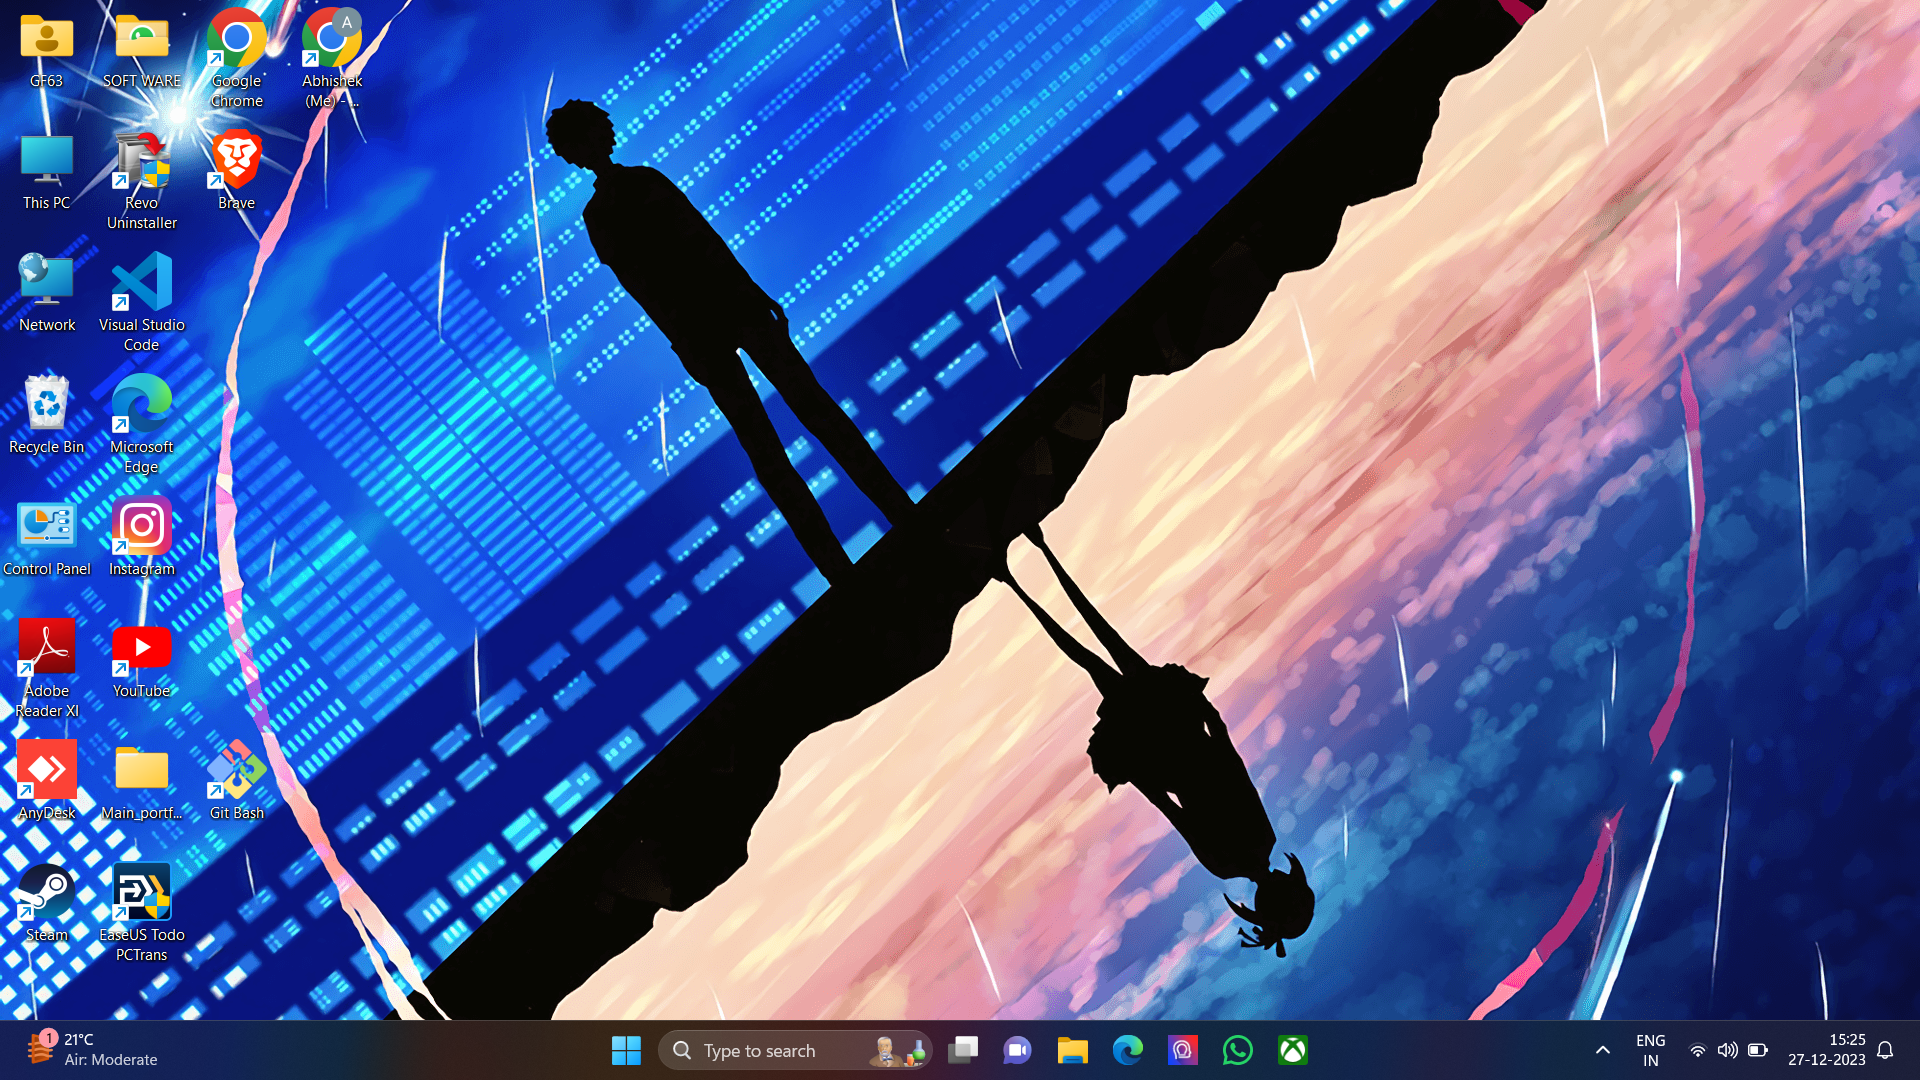 GF63
SOFT WARE
Google
Chrome
A
Abhishek
(Me) - ...
This PC
Revo
Uninstaller
Brave
Network
Visual Studio
Code
Recycle Bin
Microsoft
Edge
Control Panel
Instagram
Adobe
Reader XI
YouTube
AnyDesk
Main_portf...
Git Bash
Steam
EaseUS Todo
PCTrans
1
21°C
Air: Moderate
Type to search
ENG
IN
15:25
27-12-2023